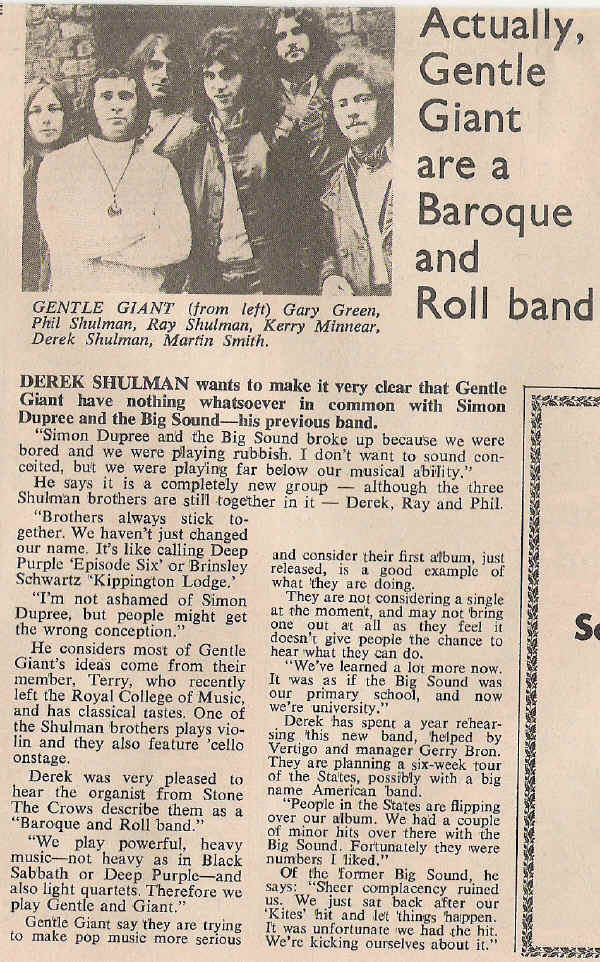 Actually,
Gentle
Giant
are a
Baroque
and
Roll band
GENTLE GIANT (from left) Gary Green,
Phil Shulman, Ray Shulman, Kerry Minnear,
Derek Shulman, Martin Smith.
DEREK SHULMAN wants to make it very clear that Gentle
Giant have nothing whatsoever in common with Simon
Dupree and the Big Sound—his previous band.
"Simon Dupree and the Big Sound broke up because we were
bored and we were playing rubbish. I don't want to sound con-
ceited, but we were playing far below our musical ability."
He says it is a completely new group — although the three
Shulman brothers are still together in it — Derek, Ray and Phil.
"Brothers always stick to-
gether. We haven't just changed
our name. It's like calling Deep
Purple 'Episode Six' or Brinsley
Schwartz 'Kippington Lodge.'
"I'm not ashamed of Simon
Dupree, but people might get
the wrong conception."
He considers most of Gentle
Giant's ideas come from their
member, Terry, who recently
left the Royal College of Music,
and has classical tastes. One of
the Shulman brothers plays vio-
lin and they also feature 'cello
onstage.
Derek was very pleased to
hear the organist from Stone
The Crows describe them as a
"Baroque and Roll band."
"We play powerful, heavy
music—not heavy as in Black
Sabbath or Deep Purple—and
also light quartets. Therefore we
play Gentle and Giant."
Gentle Giant say they are trying
to make pop music more serious
and consider their first album, just
released, is a good example of
what they are doing.
They are not considering a single
at the moment, and may not bring
one out at all as they feel it
doesn't give people the chance to
hear what they can do.
"We've learned a lot more now.
It was as if the Big Sound was
our primary school, and now
we're university."
Derek has spent a year rehear-
sing this new band, helped by
Vertigo and manager Gerry Bron.
They are planning a six-week tour
of the States, possibly with a big
name American band.
"People in the States are flipping
over our album. We had a couple
of minor hits over there with the
Big Sound. Fortunately they were
numbers I liked."
Of the former Big Sound, he
says: "Sheer complacency ruined
us. We just sat back after our
'Kites' hit and let things happen.
It was unfortunate we had the hit.
We're kicking ourselves about it."